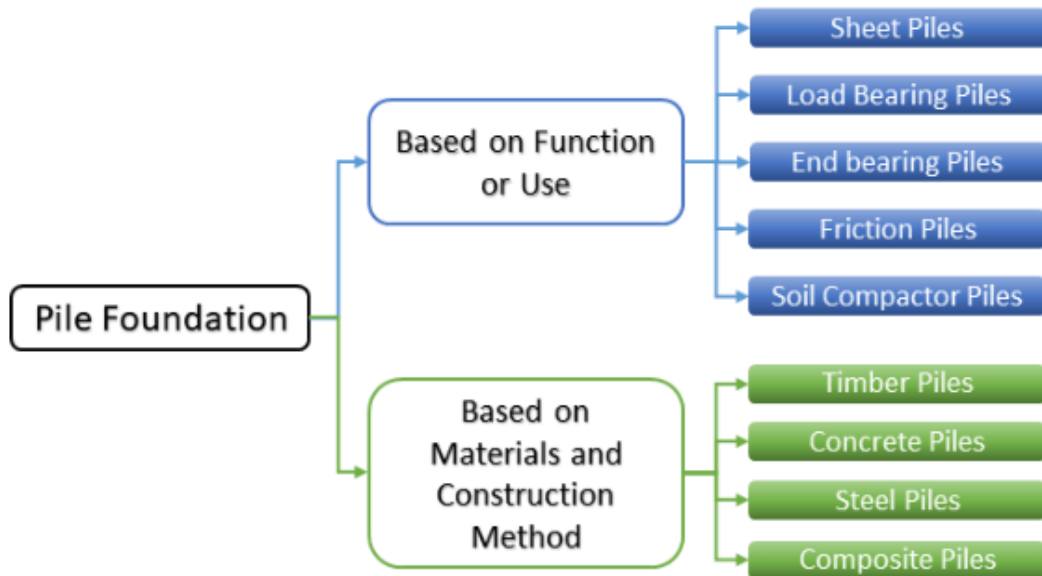 Sheet Piles
Load Bearing Piles
Based on Function
or Use
End bearing Piles
Friction Piles
Soil Compactor Piles
Pile Foundation
Timber Piles
Based on
Materials and
Construction
Method
Concrete Piles
Steel Piles
Composite Piles